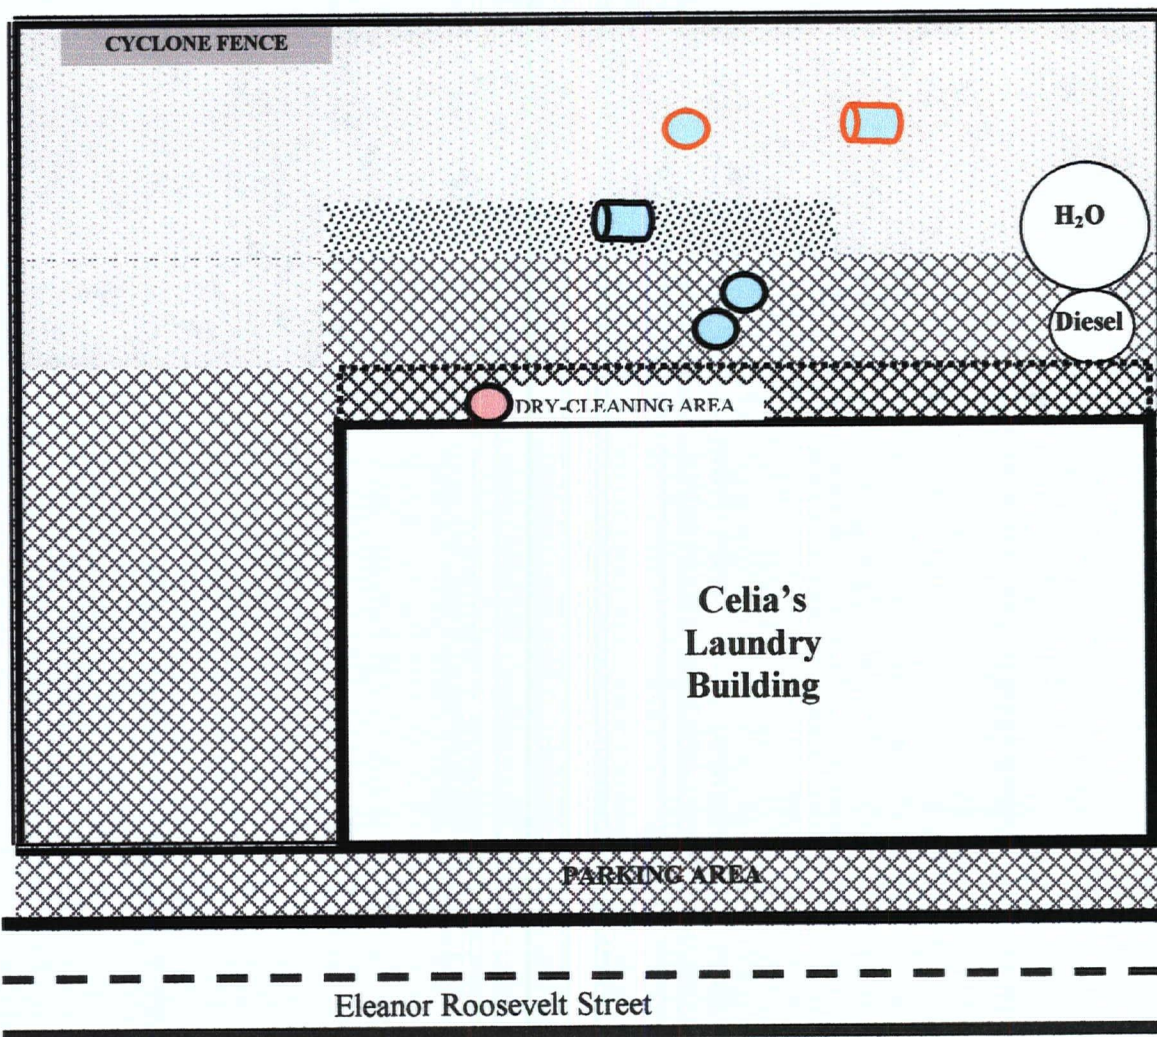 CYCLONE FENCE
H₂O
Diesel
DRY-CLEANING AREA
Celia's
Laundry
Building
PARKING AREA
Eleanor Roosevelt Street